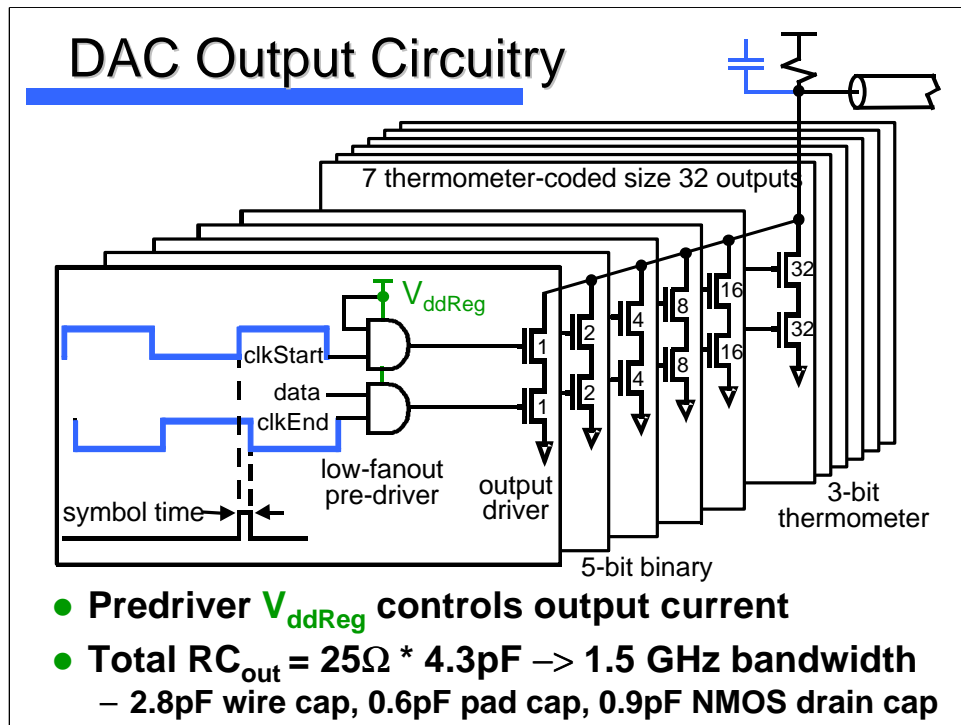 DAC Output Circuitry
7 thermometer-coded size 32 outputs
V_ddReg
clkStart
data
clkEnd
low-fanout
pre-driver
output
driver
symbol time
1
1
2
2
4
4
8
8
16
16
32
32
3-bit
thermometer
5-bit binary
● Predriver V_ddReg controls output current
● Total RC_out = 25Ω * 4.3pF –> 1.5 GHz bandwidth
– 2.8pF wire cap, 0.6pF pad cap, 0.9pF NMOS drain cap